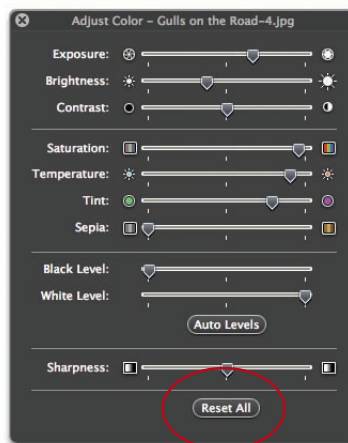 Adjust Color - Gulls on the Road-4.jpg
Exposure:
Brightness:
Contrast:
Saturation:
Temperature:
Tint:
Sepia:
Black Level:
White Level:
Auto Levels
Sharpness:
Reset All